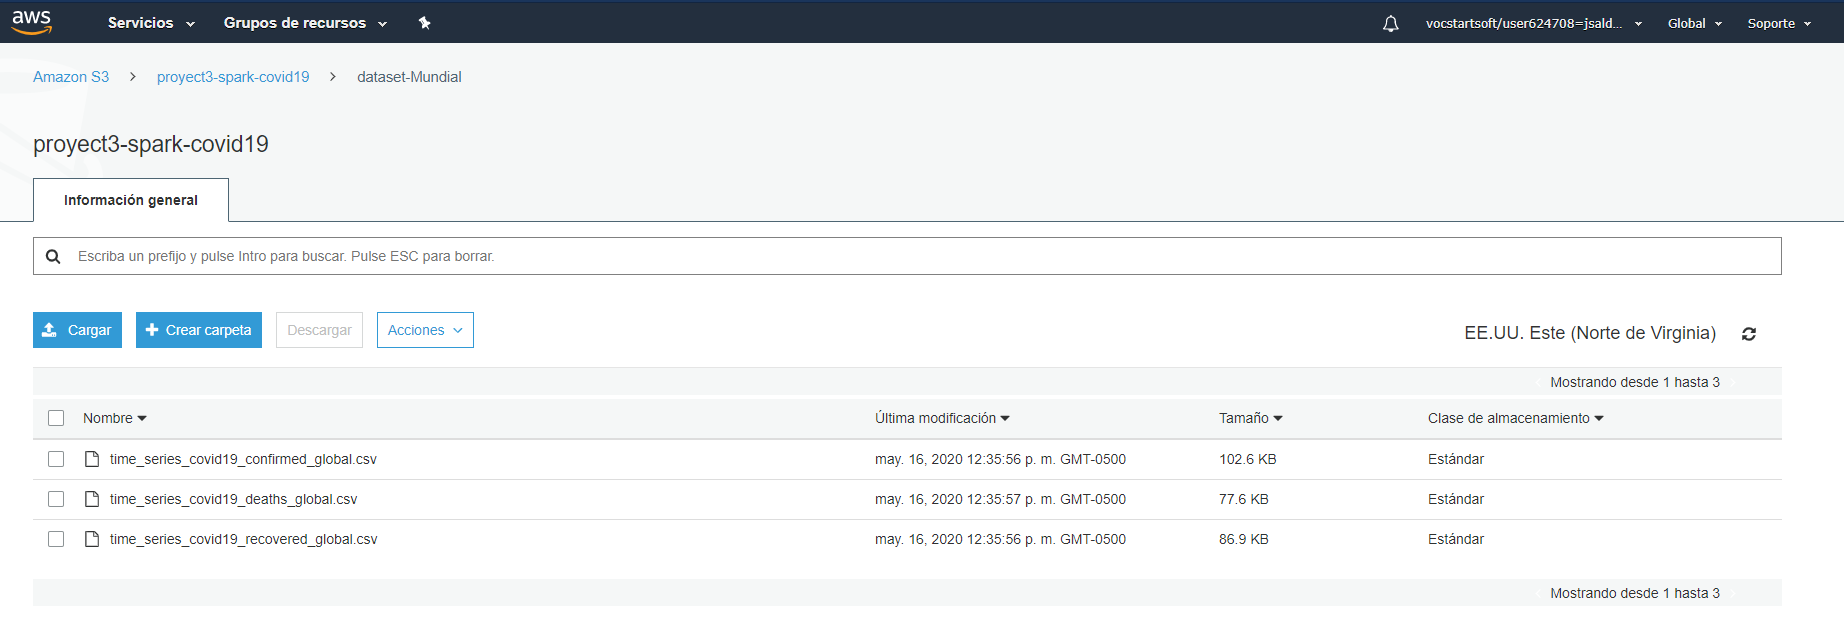 aws Servicios Grupos de recursos vocstartsoft/user624708=jsald... Global Soporte
Amazon S3 > proyect3-spark-covid19 > dataset-Mundial
proyect3-spark-covid19
Información general
Escriba un prefijo y pulse Intro para buscar. Pulse ESC para borrar.
Cargar Crear carpeta Descargar Acciones EE.UU. Este (Norte de Virginia)
Mostrando desde 1 hasta 3
Nombre Última modificación Tamaño Clase de almacenamiento
time_series_covid19_confirmed_global.csv may. 16, 2020 12:35:56 p. m. GMT-0500 102.6 KB Estándar
time_series_covid19_deaths_global.csv may. 16, 2020 12:35:57 p. m. GMT-0500 77.6 KB Estándar
time_series_covid19_recovered_global.csv may. 16, 2020 12:35:56 p. m. GMT-0500 86.9 KB Estándar
Mostrando desde 1 hasta 3